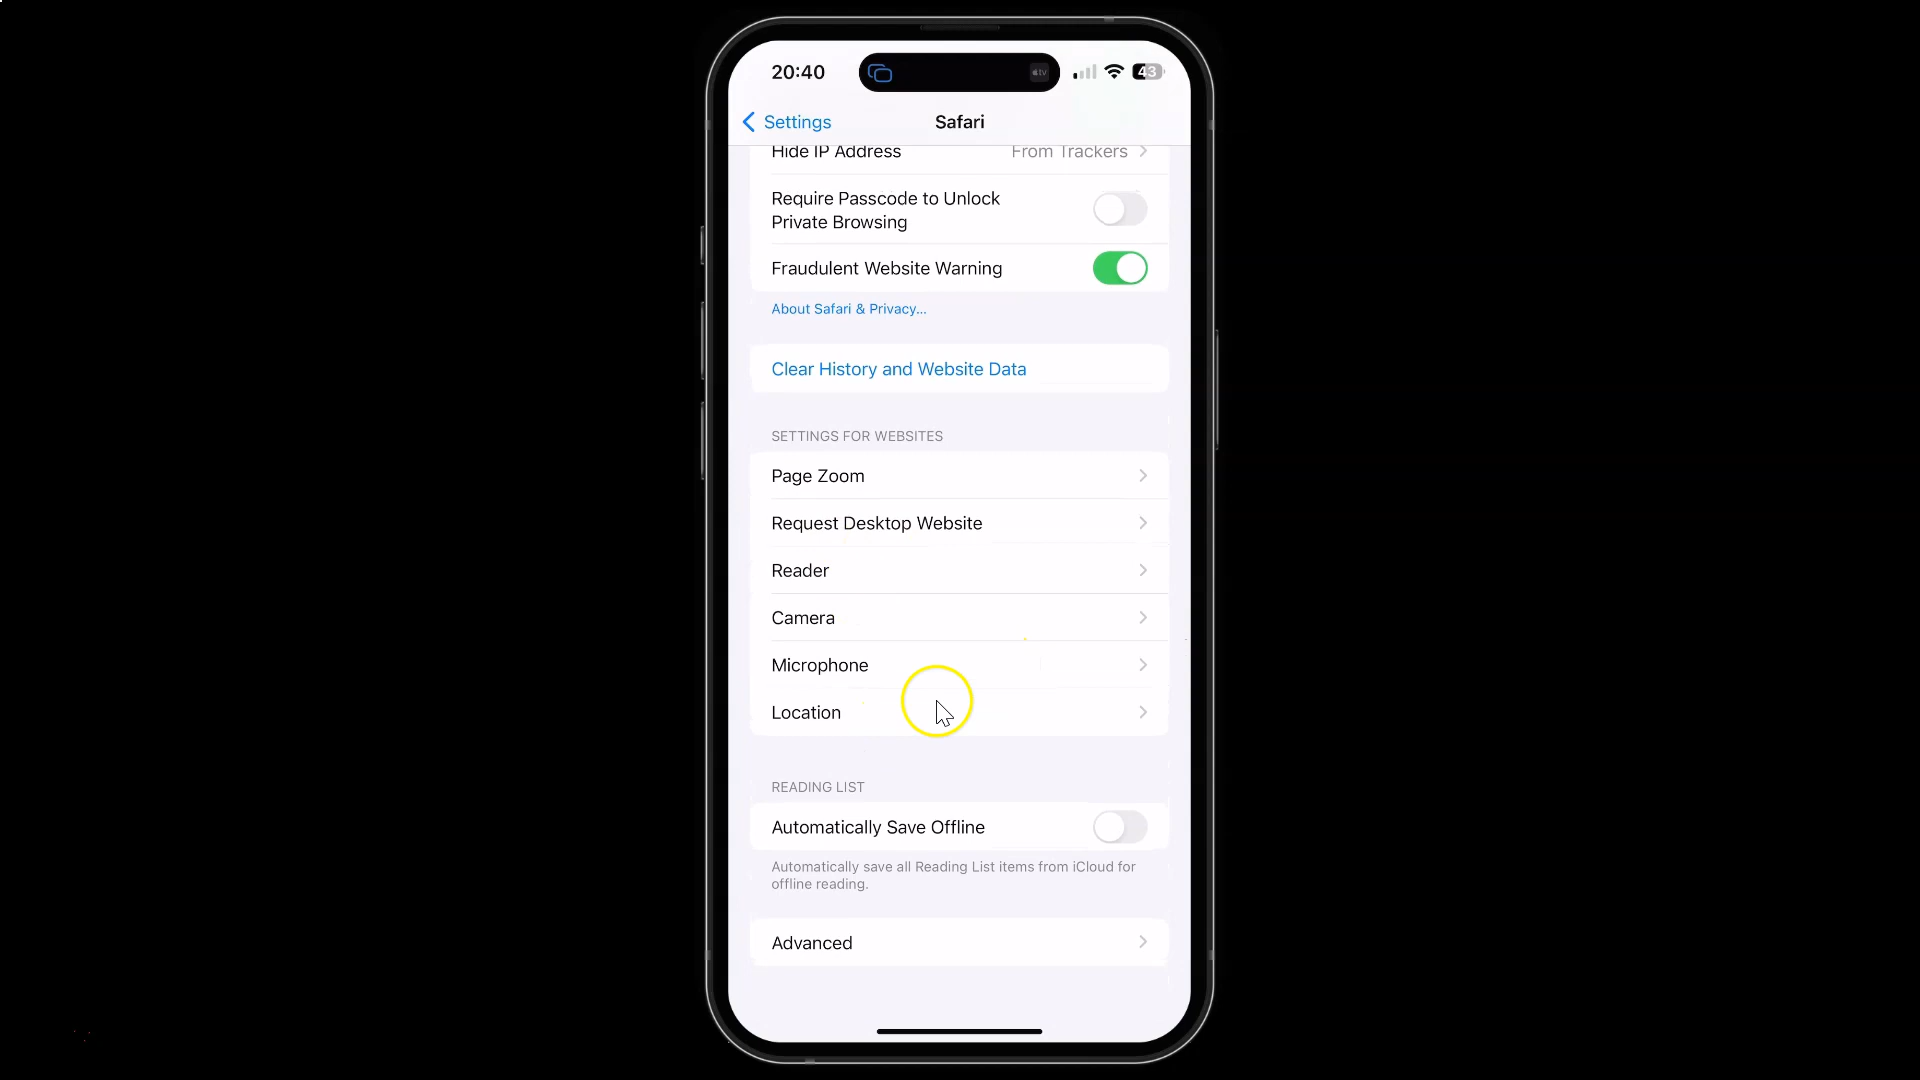 20:40
tv
43
Settings
Safari
Hide IP Address From Trackers
Require Passcode to Unlock
Private Browsing
Fraudulent Website Warning
About Safari & Privacy...
Clear History and Website Data
SETTINGS FOR WEBSITES
Page Zoom
Request Desktop Website
Reader
Camera
Microphone
Location
READING LIST
Automatically Save Offline
Automatically save all Reading List items from iCloud for
offline reading.
Advanced